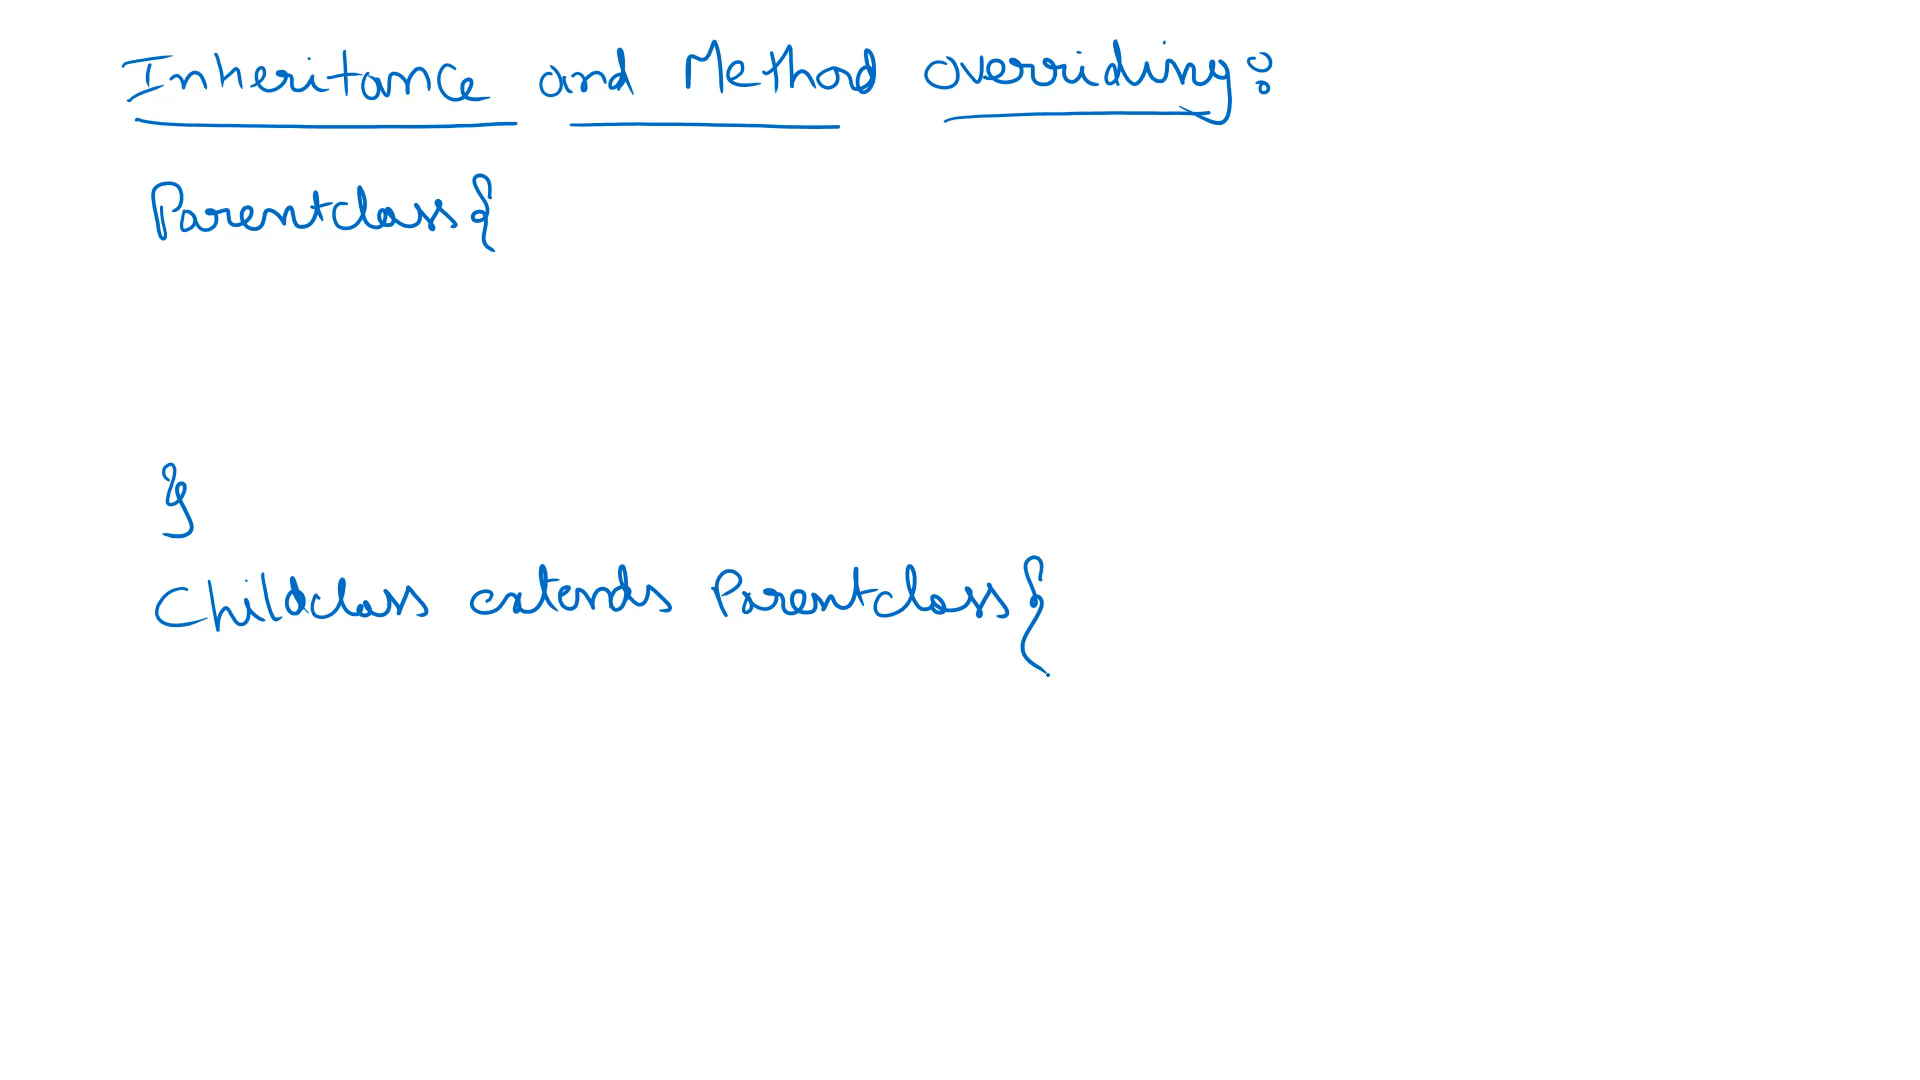 Inheritance and Method overriding:
Parentclass{
}
Childclass extends Parentclass{